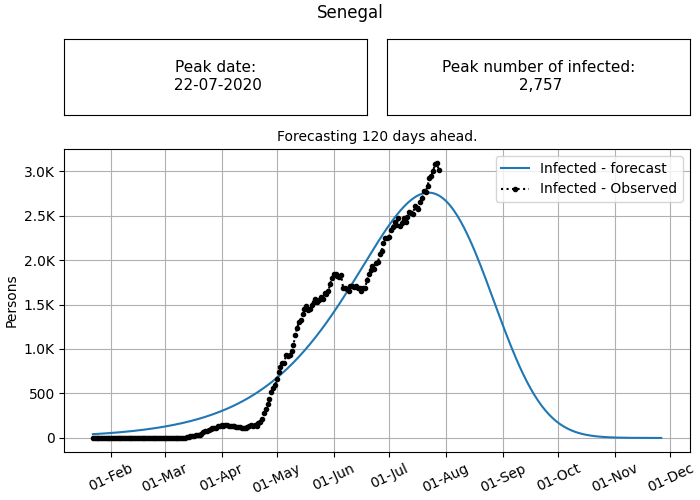 Senegal
Peak date:
22-07-2020
Peak number of infected:
2,757
Forecasting 120 days ahead.
Infected - forecast
Infected - Observed
3.0K
2.5K
2.0K
1.5K
1.0K
500
0
Persons
01-Feb
01-Mar
01-Apr
01-May
01-Jun
01-Jul
01-Aug
01-Sep
01-Oct
01-Nov
01-Dec